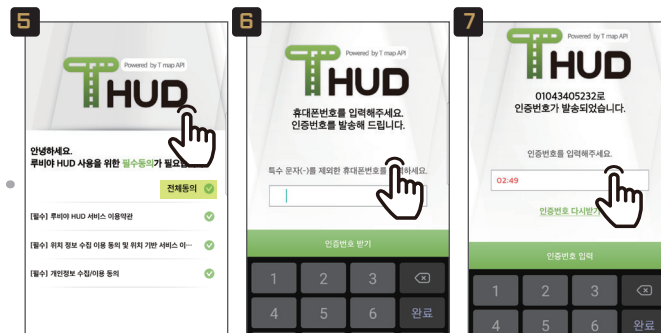 5
Powered by T map API
THUD
안녕하세요.
루비야 HUD 사용을 위한 필수동의가 필요
전체동의
[필수] 루비야 HUD 서비스 이용약관
[필수] 위치 정보 수집 이용 동의 및 위치 기반 서비스 이…
[필수] 개인정보 수집/이용 동의
6
Powered by T map API
THUD
휴대폰번호를 입력해주세요.
인증번호를 발송해 드립니다.
특수 문자(-)를 제외한 휴대폰번호를 하세요.
인증번호 받기
1 2 3
4 5 6 완료
7
Powered by T map API
THUD
01043405232로
인증번호가 발송되었습니다.
인증번호를 입력해주세요.
02:49
인증번호 다시받기
인증번호 입력
1 2 3
4 5 6 완료